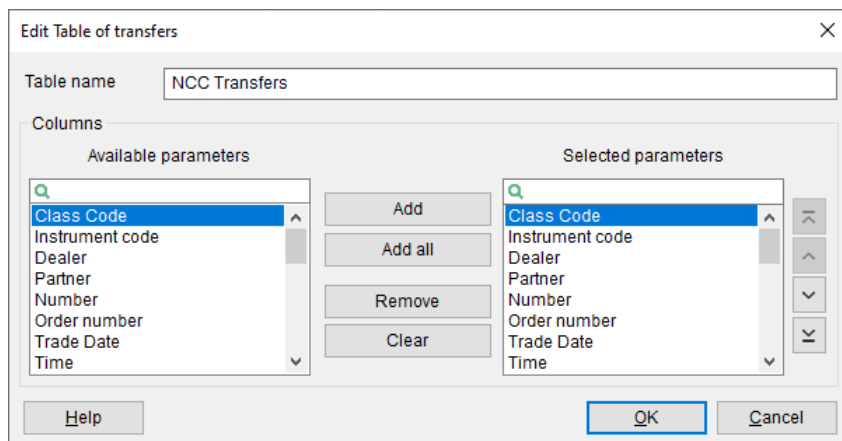 Edit Table of transfers
Table name NCC Transfers
Columns
Available parameters
Class Code
Instrument code
Dealer
Partner
Number
Order number
Trade Date
Time
Add
Add all
Remove
Clear
Selected parameters
Class Code
Instrument code
Dealer
Partner
Number
Order number
Trade Date
Time
Help
OK
Cancel